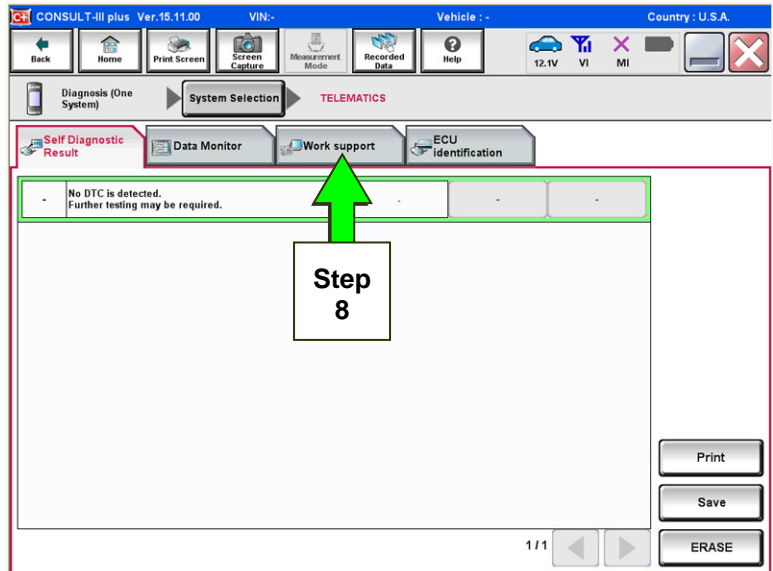 C+ CONSULT-III plus Ver.15.11.00 VIN:- Vehicle : - Country : U.S.A.
Back
Home
Print Screen
Screen
Capture
Measurement
Mode
Recorded
Data
Help
12.1V VI MI
Diagnosis (One
System)
System Selection
TELEMATICS
Self Diagnostic
Result
Data Monitor
Work support
ECU
identification
- No DTC is detected.
Further testing may be required.
- - -
Step
8
Print
Save
1/1
ERASE